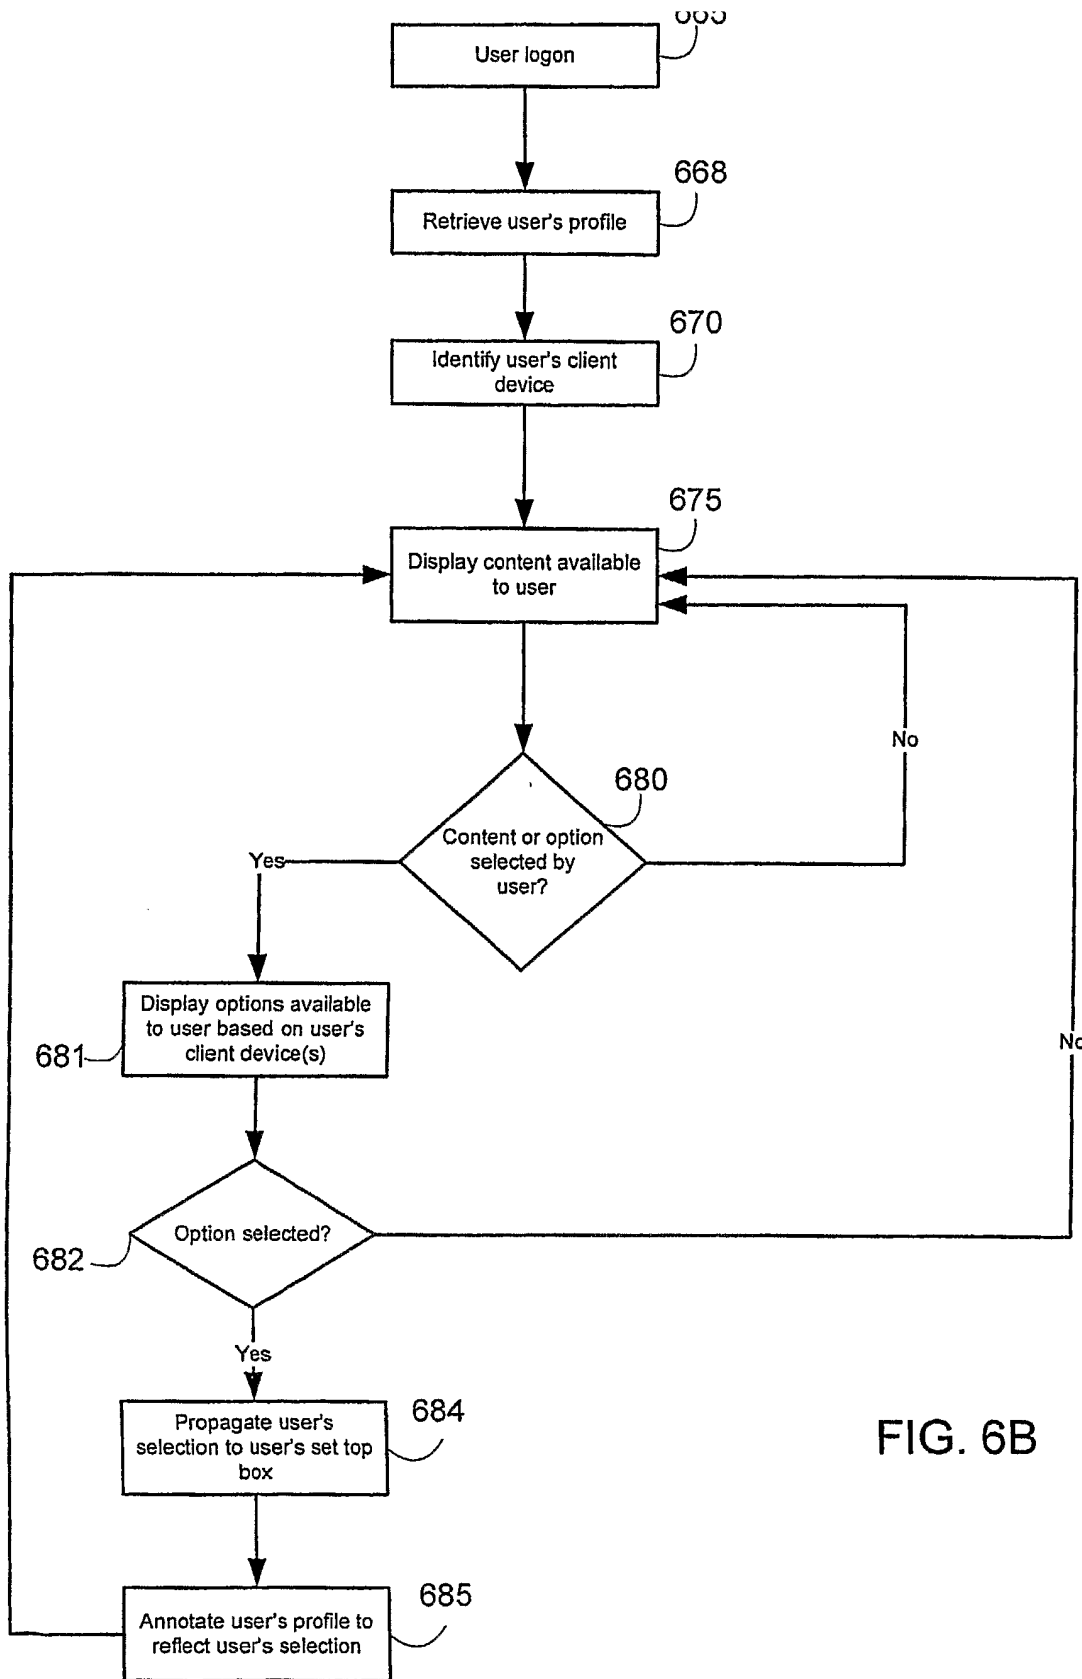 User logon
668
Retrieve user's profile
670
Identify user's client
device
675
Display content available
to user
No
680
Content or option
selected by
user?
Yes
Display options available
to user based on user's
client device(s)
681
No
Option selected?
682
Yes
Propagate user's
selection to user's set top
box
684
FIG. 6B
Annotate user's profile to
reflect user's selection
685